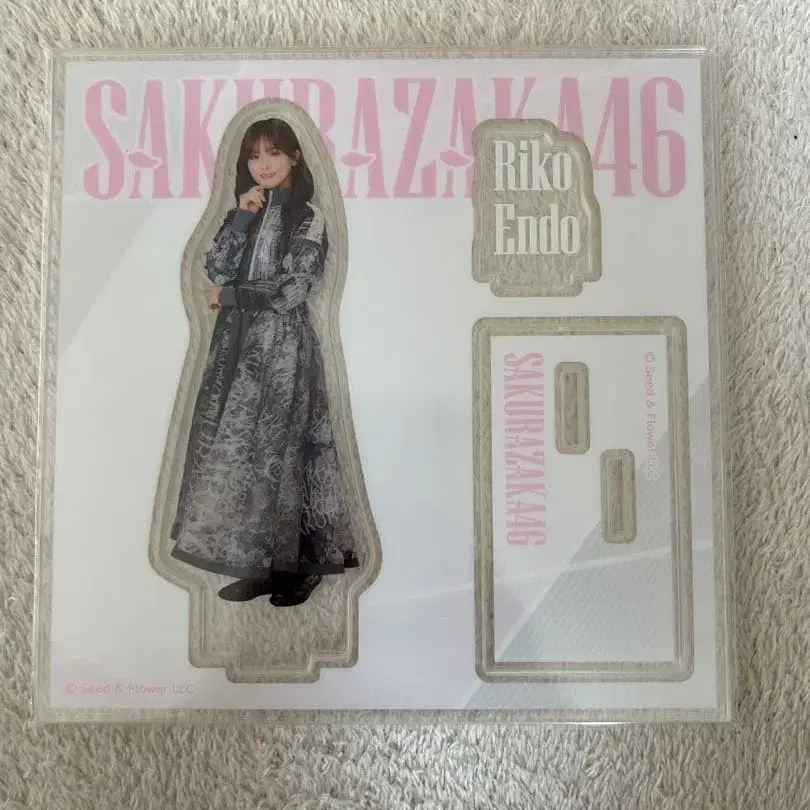 SAKURAZAKA46
Riko
Endo
SAKURAZAKA46
© Seed & Flower LLC
© Seed & Flower LLC